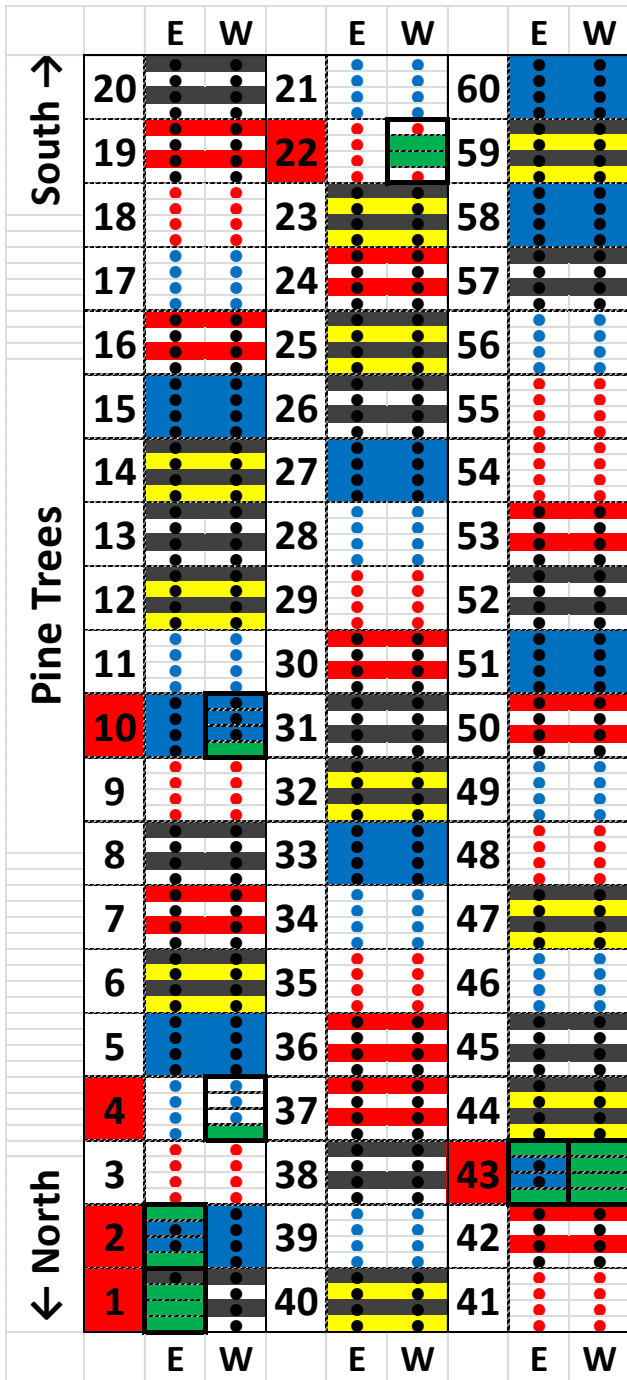 E W E W E W
South →
Pine Trees
← North
20 21 60
19 22 59
18 23 58
17 24 57
16 25 56
15 26 55
14 27 54
13 28 53
12 29 52
11 30 51
10 31 50
9 32 49
8 33 48
7 34 47
6 35 46
5 36 45
4 37 44
3 38 43
2 39 42
1 40 41
E W E W E W